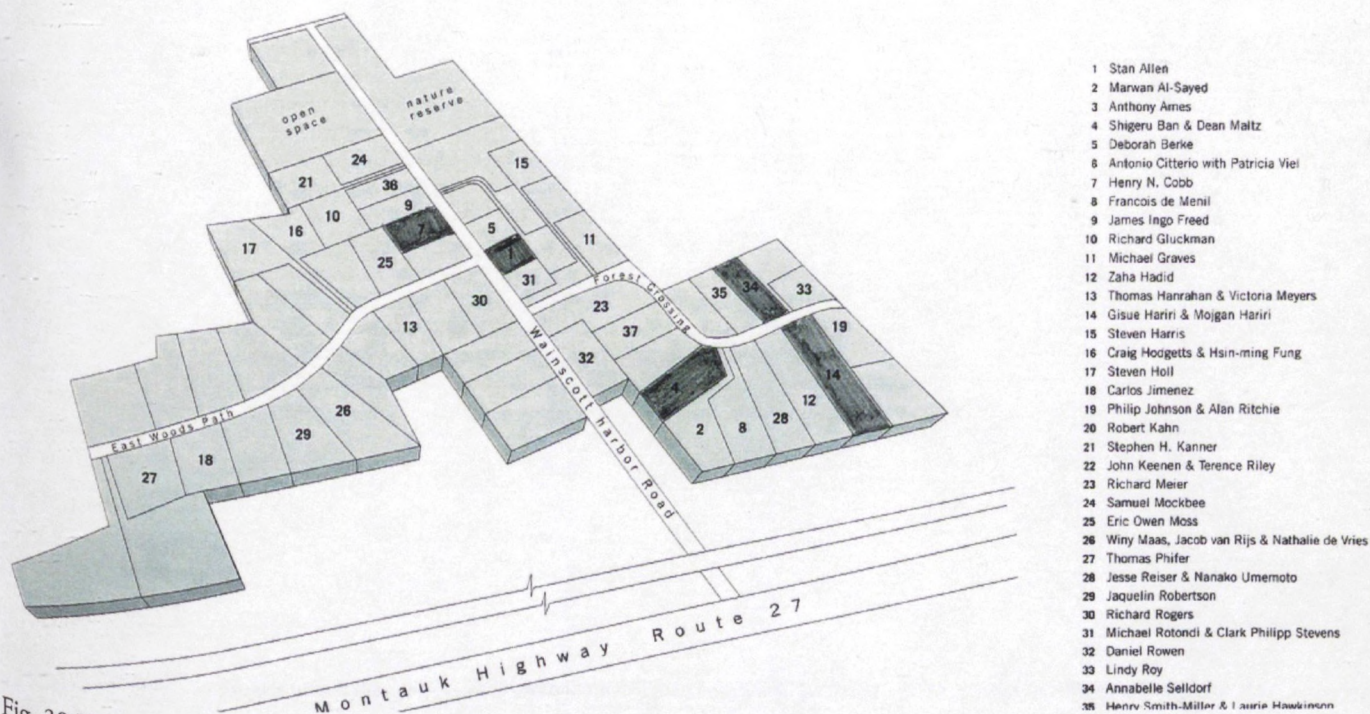 open
space
nature
reserve
24
15
21
36
9
10
16
7
5
17
11
25
31
Forest Crossing
35
34
33
30
23
13
37
19
32
Wainscott harbor Road
4
14
12
26
28
8
2
East Woods Path
29
18
27
Montauk Highway Route 27
Fig.
1 Stan Allen
2 Marwan Al-Sayed
3 Anthony Ames
4 Shigeru Ban & Dean Maltz
5 Deborah Berke
6 Antonio Citterio with Patricia Viel
7 Henry N. Cobb
8 Francois de Menil
9 James Ingo Freed
10 Richard Gluckman
11 Michael Graves
12 Zaha Hadid
13 Thomas Hanrahan & Victoria Meyers
14 Gisue Hariri & Mojgan Hariri
15 Steven Harris
16 Craig Hodgetts & Hsin-ming Fung
17 Steven Holl
18 Carlos Jimenez
19 Philip Johnson & Alan Ritchie
20 Robert Kahn
21 Stephen H. Kanner
22 John Keenen & Terence Riley
23 Richard Meier
24 Samuel Mockbee
25 Eric Owen Moss
26 Winy Maas, Jacob van Rijs & Nathalie de Vries
27 Thomas Phifer
28 Jesse Reiser & Nanako Umemoto
29 Jaquelin Robertson
30 Richard Rogers
31 Michael Rotondi & Clark Philipp Stevens
32 Daniel Rowen
33 Lindy Roy
34 Annabelle Selldorf
35 Henry Smith-Miller & Laurie Hawkinson